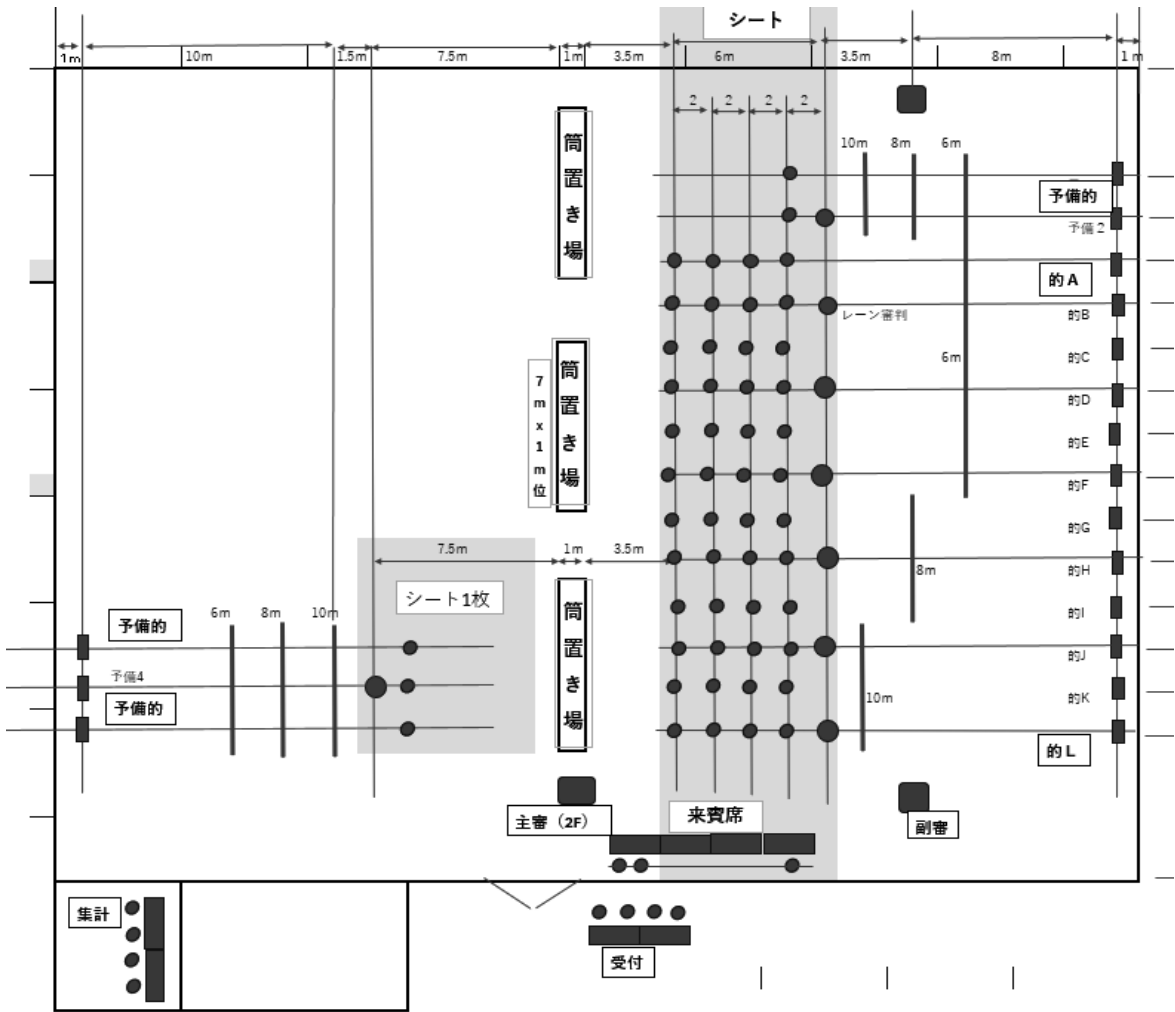 シート
1m
10m
1.5m
7.5m
1m
3.5m
6m
3.5m
8m
1 m
2
2
2
2
10m
8m
6m
筒置き場
予備的
予備２
的Ａ
レーン審判
的B
6m
的C
筒置き場
7mx1m位
的D
的E
的F
的G
7.5m
1m
3.5m
的H
8m
シート1枚
筒置き場
的I
6m
8m
10m
予備的
的J
予備4
的K
10m
予備的
的Ｌ
主審（2F）
来賓席
副審
集計
受付